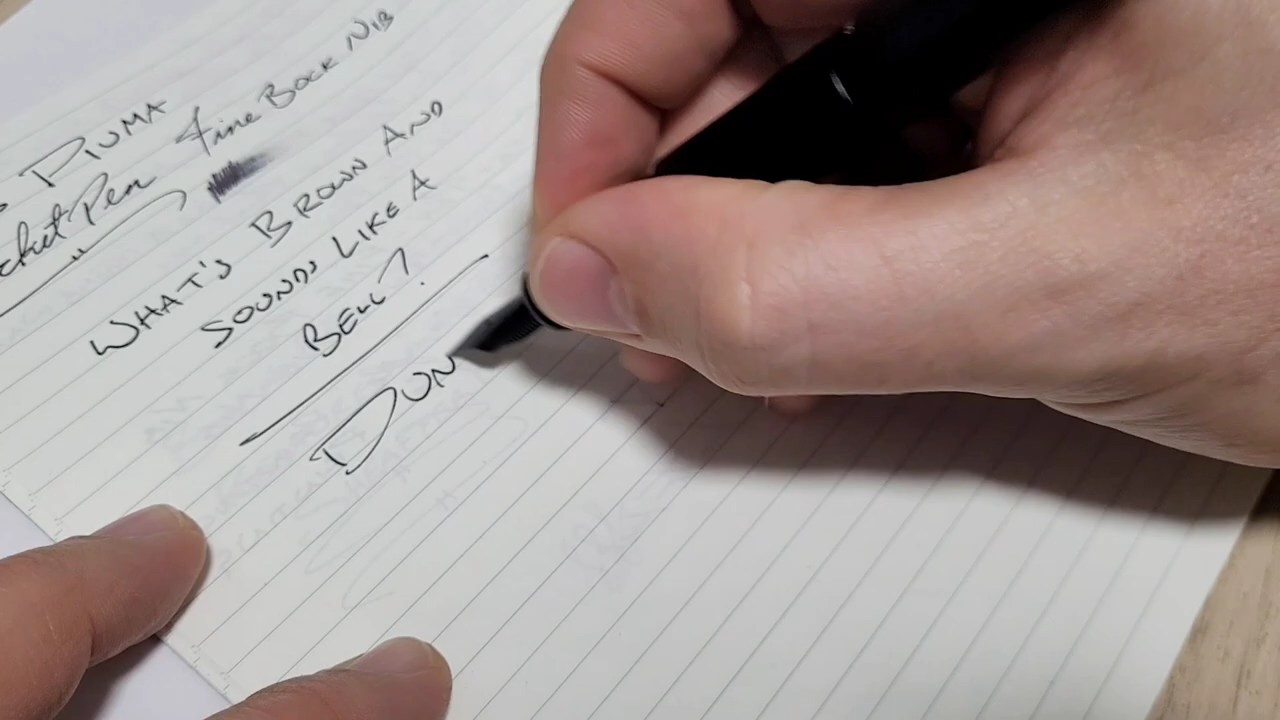 PIUMA
Pocket Pen Fine Bock Nib
WHAT'S BROWN AND
SOUNDS LIKE A
BELL?
DUN